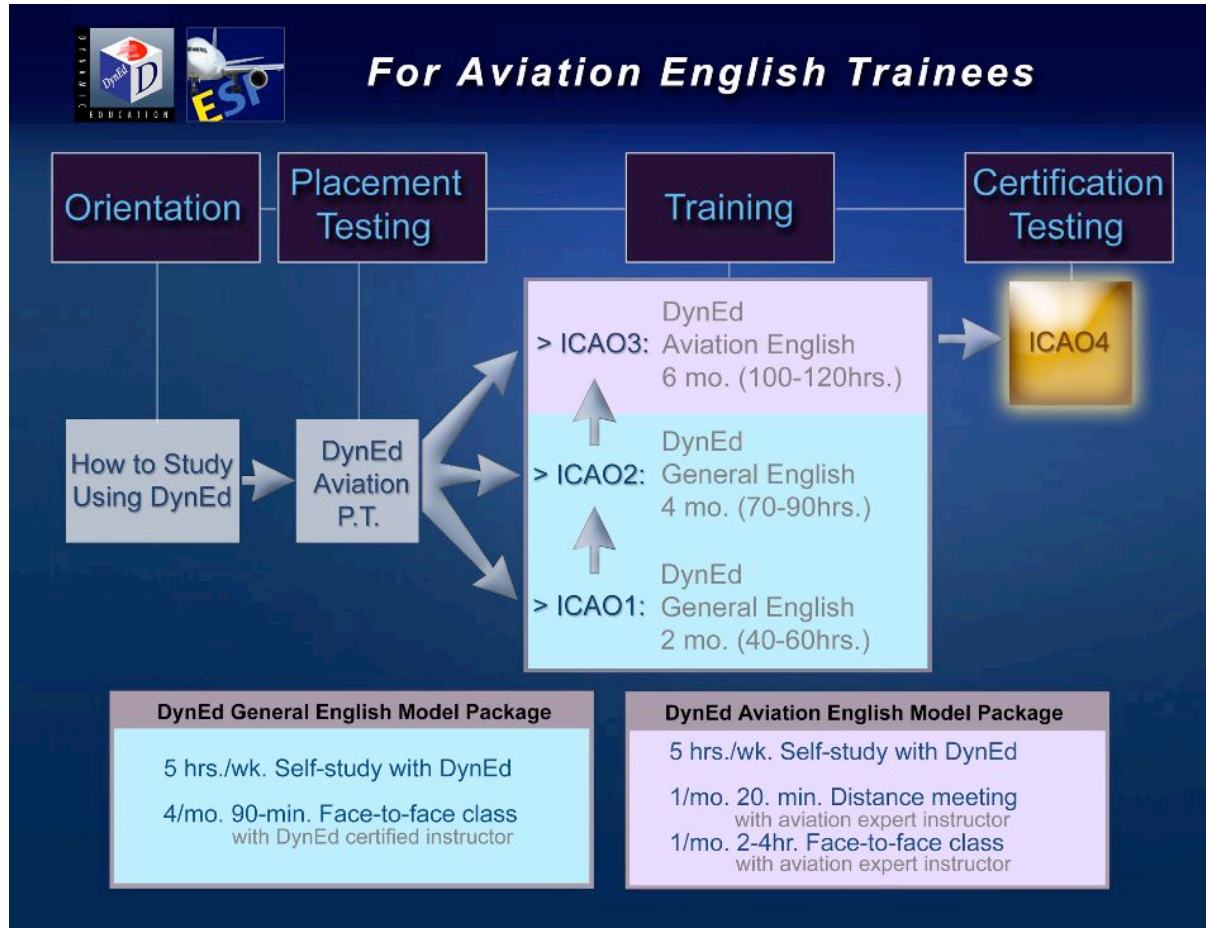 DYNAMIC
DynEd
D
EDUCATION
ESP
For Aviation English Trainees
Orientation
Placement
Testing
Training
Certification
Testing
How to Study
Using DynEd
DynEd
Aviation
P.T.
> ICAO3:
DynEd
Aviation English
6 mo. (100-120hrs.)
> ICAO2:
DynEd
General English
4 mo. (70-90hrs.)
> ICAO1:
DynEd
General English
2 mo. (40-60hrs.)
ICAO4
DynEd General English Model Package
5 hrs./wk. Self-study with DynEd
4/mo. 90-min. Face-to-face class
with DynEd certified instructor
DynEd Aviation English Model Package
5 hrs./wk. Self-study with DynEd
1/mo. 20. min. Distance meeting
with aviation expert instructor
1/mo. 2-4hr. Face-to-face class
with aviation expert instructor